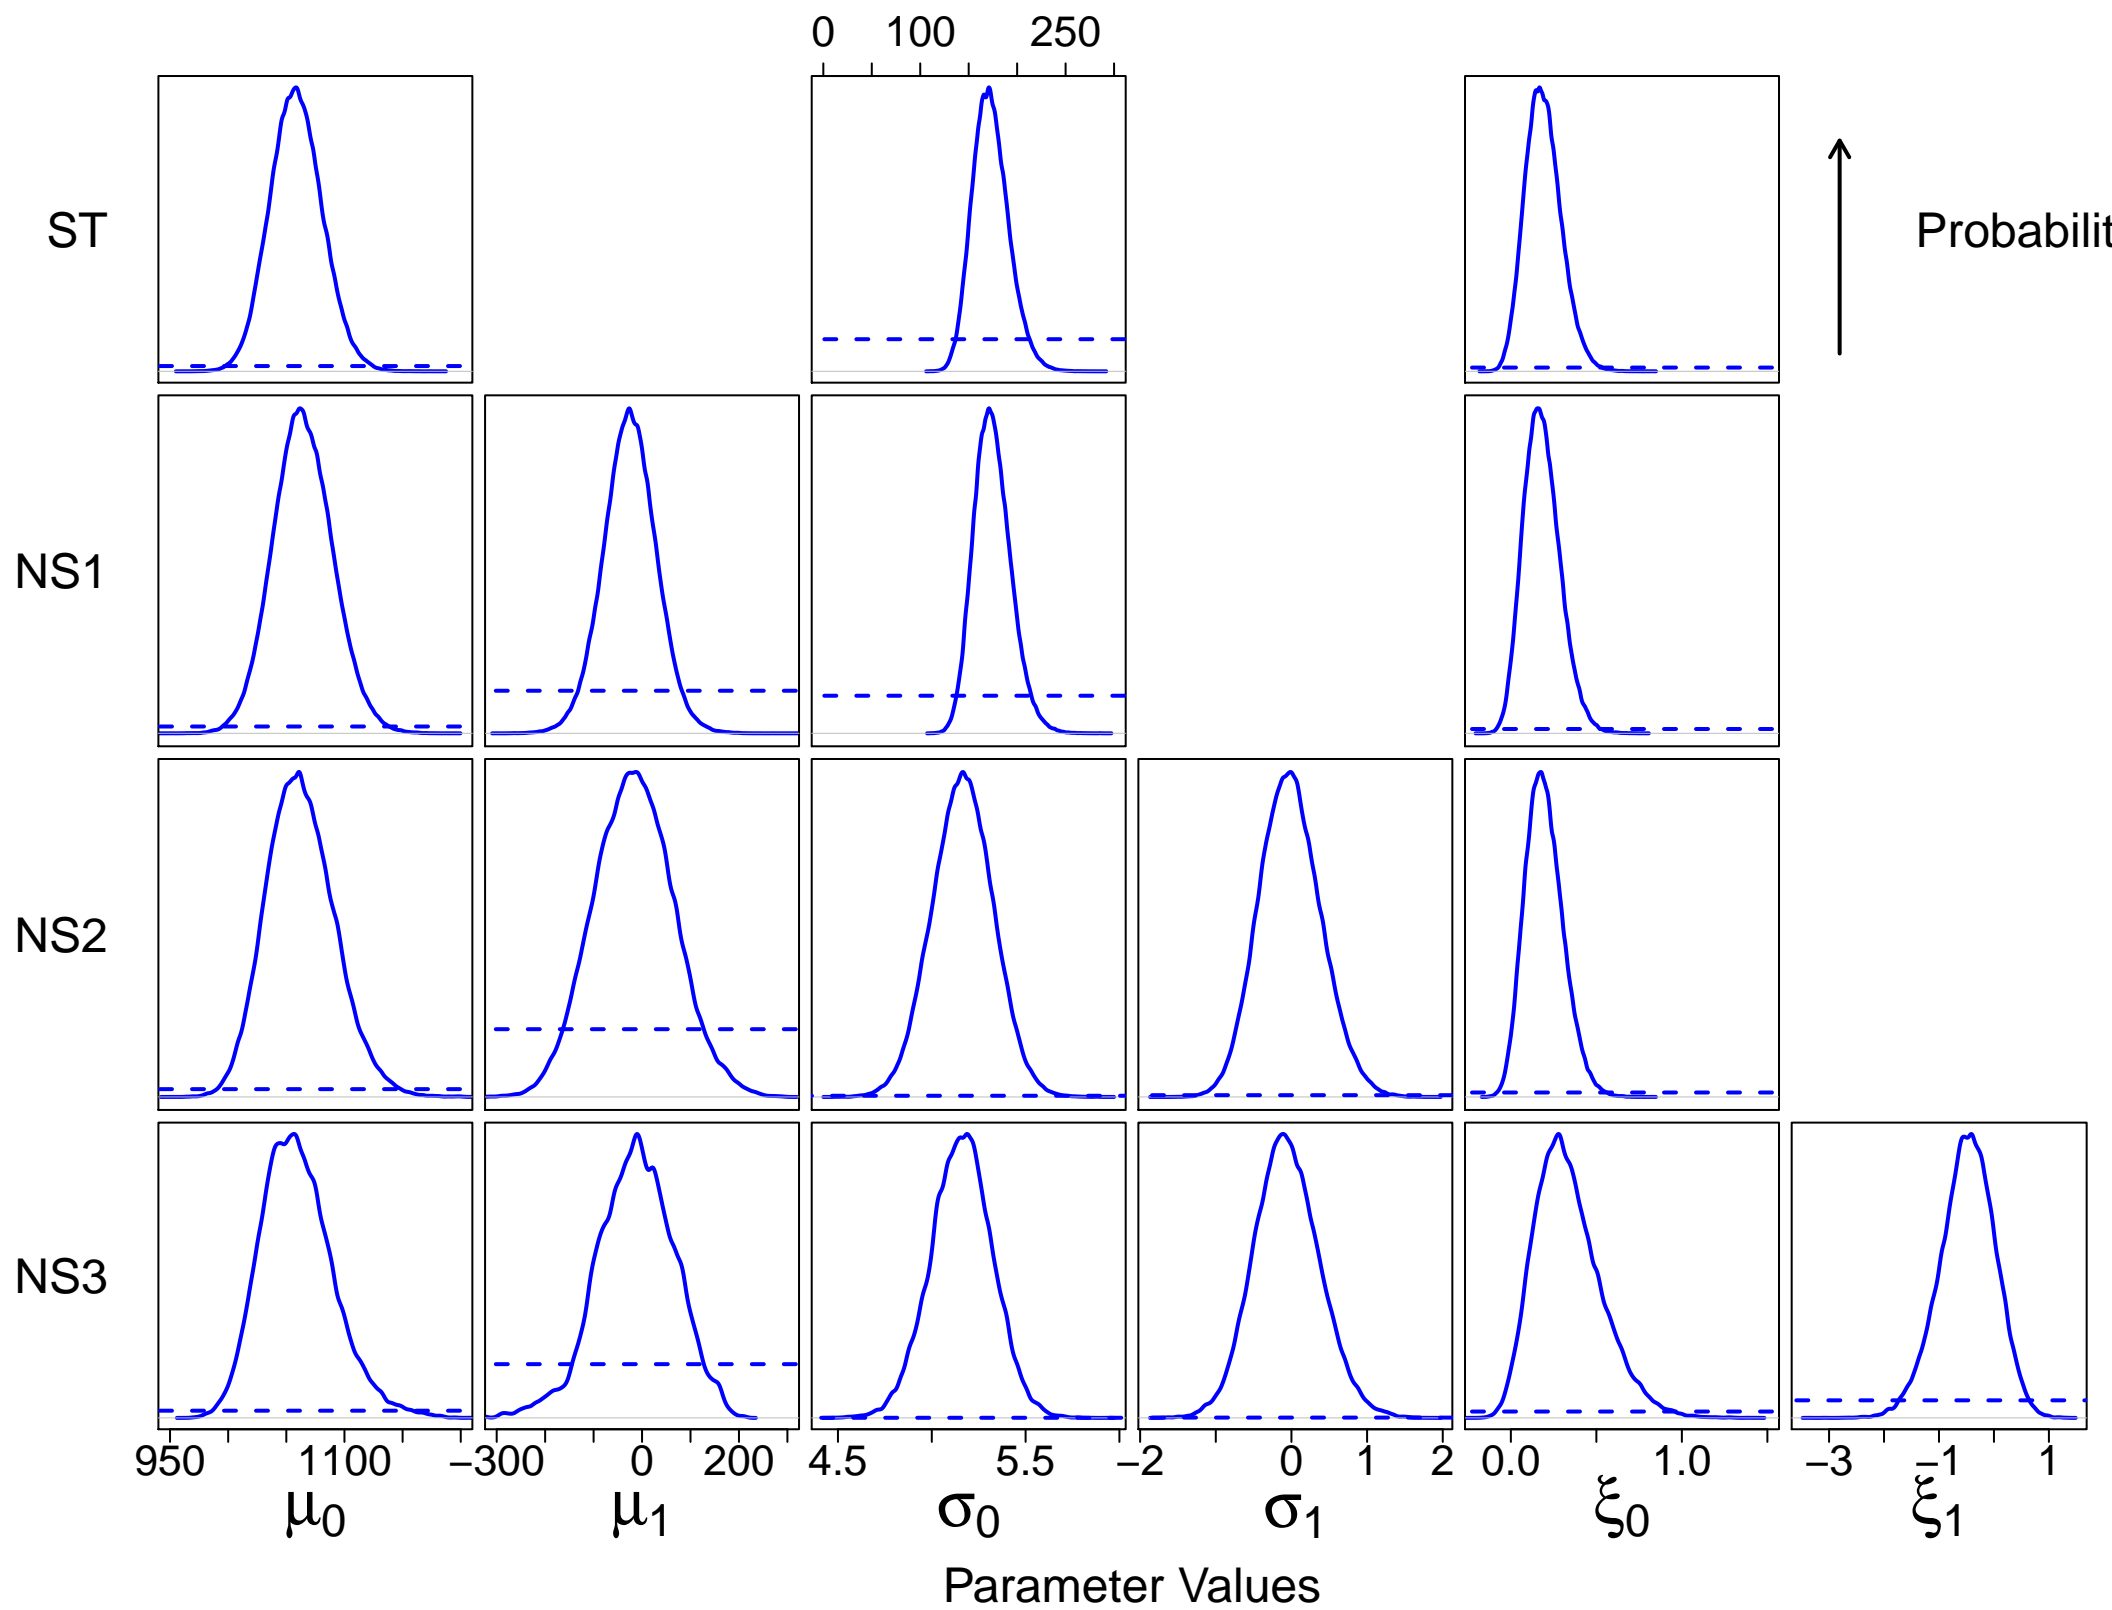 0 100 250
ST
Probabilit
NS1
NS2
NS3
950 1100 −300 0 200 4.5 5.5 −2 0 1 2 0.0 1.0 −3 −1 1
μ0 μ1 σ0 σ1 ξ0 ξ1
Parameter Values